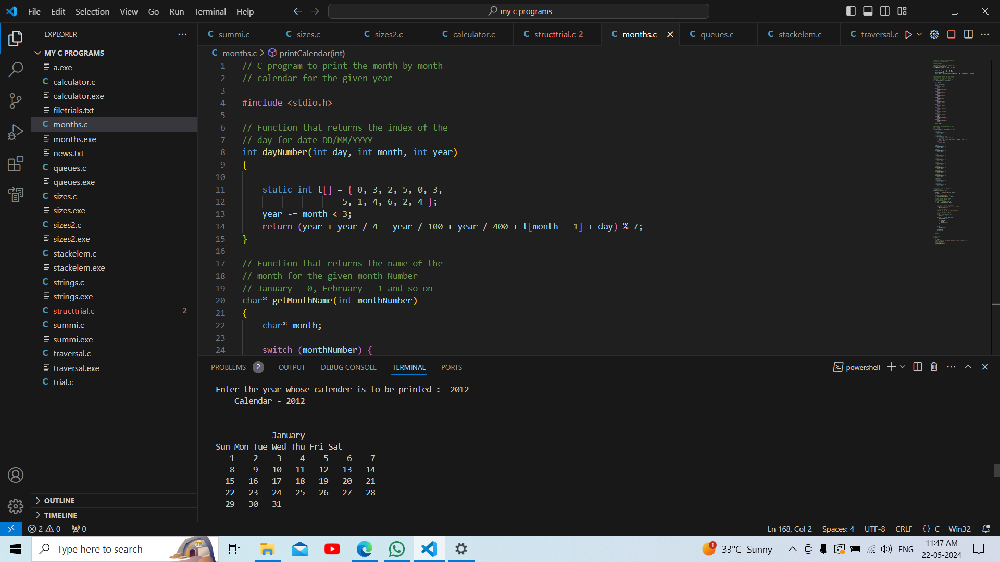 File Edit Selection View Go Run Terminal Help
my c programs
EXPLORER
MY C PROGRAMS
a.exe
calculator.c
calculator.exe
filetrials.txt
months.c
months.exe
news.txt
queues.c
queues.exe
sizes.c
sizes.exe
sizes2.c
sizes2.exe
stackelem.c
stackelem.exe
strings.c
strings.exe
structtrial.c 2
summi.c
summi.exe
traversal.c
traversal.exe
trial.c
OUTLINE
TIMELINE
C summi.c C sizes.c C sizes2.c C calculator.c C structtrial.c 2 C months.c C queues.c C stackelem.c C traversal.c
C months.c > printCalendar(int)
1 // C program to print the month by month
2 // calendar for the given year
3
4 #include <stdio.h>
5
6 // Function that returns the index of the
7 // day for date DD/MM/YYYY
8 int dayNumber(int day, int month, int year)
9 {
10
11 static int t[] = { 0, 3, 2, 5, 0, 3,
12 5, 1, 4, 6, 2, 4 };
13 year -= month < 3;
14 return (year + year / 4 - year / 100 + year / 400 + t[month - 1] + day) % 7;
15 }
16
17 // Function that returns the name of the
18 // month for the given month Number
19 // January - 0, February - 1 and so on
20 char* getMonthName(int monthNumber)
21 {
22 char* month;
23
24 switch (monthNumber) {
PROBLEMS 2 OUTPUT DEBUG CONSOLE TERMINAL PORTS
powershell
Enter the year whose calender is to be printed : 2012
Calendar - 2012
------------January-------------
Sun Mon Tue Wed Thu Fri Sat
1 2 3 4 5 6 7
8 9 10 11 12 13 14
15 16 17 18 19 20 21
22 23 24 25 26 27 28
29 30 31
2 0 0
Ln 168, Col 2 Spaces: 4 UTF-8 CRLF {} C Win32
Type here to search
1 33°C Sunny
ENG
11:47 AM
22-05-2024